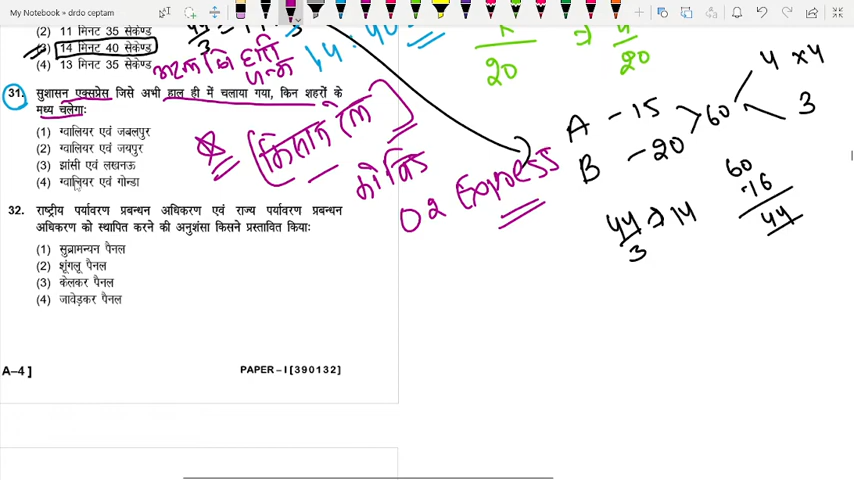 My Notebook » drdo ceptam
(2) 11 मिनट 35 सेकेण्ड
(3) 14 मिनट 40 सेकेण्ड
(4) 13 मिनट 35 सेकेण्ड
31. सुशासन एक्सप्रेस जिसे अभी हाल ही में चलाया गया, किन शहरों के
मध्य चलेगाः
(1) ग्वालियर एवं जबलपुर
(2) ग्वालियर एवं जयपुर
(3) झांसी एवं लखनऊ
(4) ग्वालियर एवं गोन्डा
32. राष्ट्रीय पर्यावरण प्रबन्धन अधिकरण एवं राज्य पर्यावरण प्रबन्धन
अधिकरण को स्थापित करने की अनुशंसा किसने प्रस्तावित कियाः
(1) सुब्रामन्यन पैनल
(2) शूंगलू पैनल
(3) केलकर पैनल
(4) जावेड़कर पैनल
A–4 ]
PAPER – I [390132]
किसान रेल
कोविड
O2 Express
20
4
20
A – 15
B – 20
60
4 x4
3
60
-16
44
44
3
14